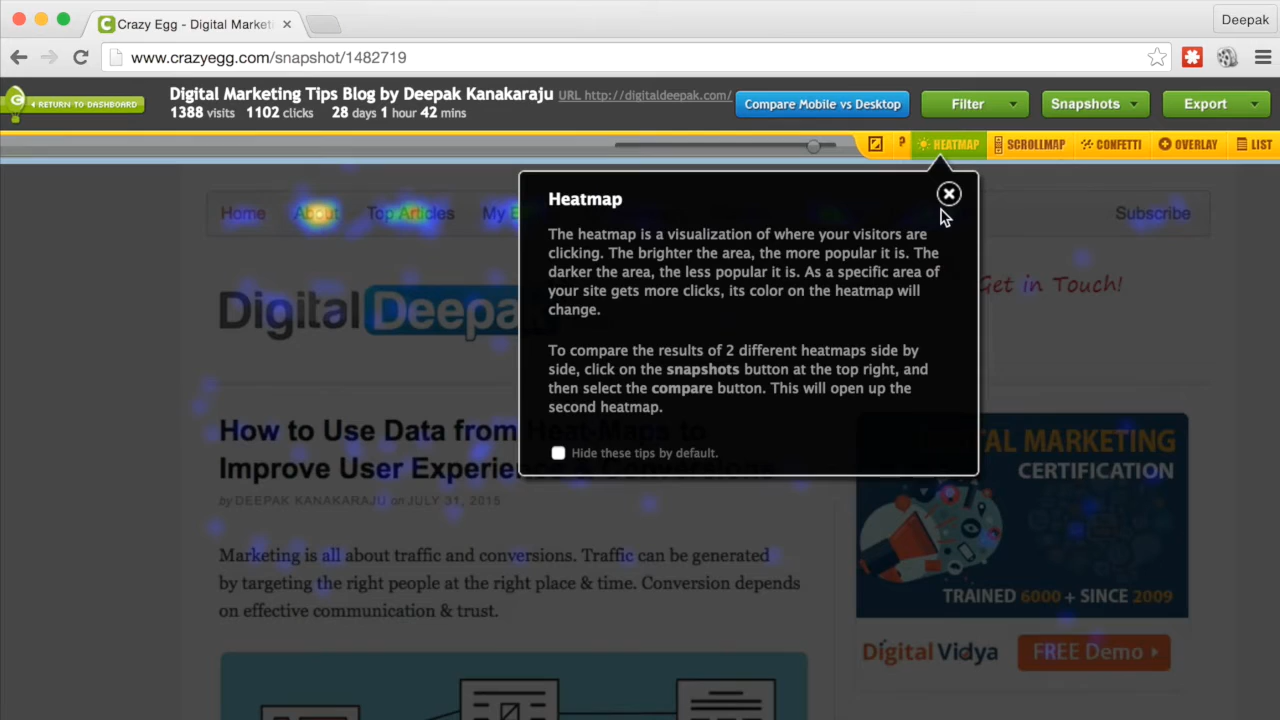 Crazy Egg - Digital Market
Deepak
www.crazyegg.com/snapshot/1482719
RETURN TO DASHBOARD
Digital Marketing Tips Blog by Deepak Kanakaraju URL http://digitaldeepak.com/
1388 visits 1102 clicks 28 days 1 hour 42 mins
Compare Mobile vs Desktop
Filter
Snapshots
Export
? HEATMAP SCROLLMAP CONFETTI OVERLAY LIST
Home About Top Articles My Subscribe
Heatmap
The heatmap is a visualization of where your visitors are
clicking. The brighter the area, the more popular it is. The
darker the area, the less popular it is. As a specific area of
your site gets more clicks, its color on the heatmap will
change.
To compare the results of 2 different heatmaps side by
side, click on the snapshots button at the top right, and
then select the compare button. This will open up the
second heatmap.
Hide these tips by default.
Get in Touch!
Digital Deepa
How to Use Data from Heat-Maps to
Improve User Experience & Conversions
by DEEPAK KANAKARAJU on JULY 31, 2015
Marketing is all about traffic and conversions. Traffic can be generated
by targeting the right people at the right place & time. Conversion depends
on effective communication & trust.
AL MARKETING
CERTIFICATION
TRAINED 6000 + SINCE 2009
Digital Vidya
FREE Demo